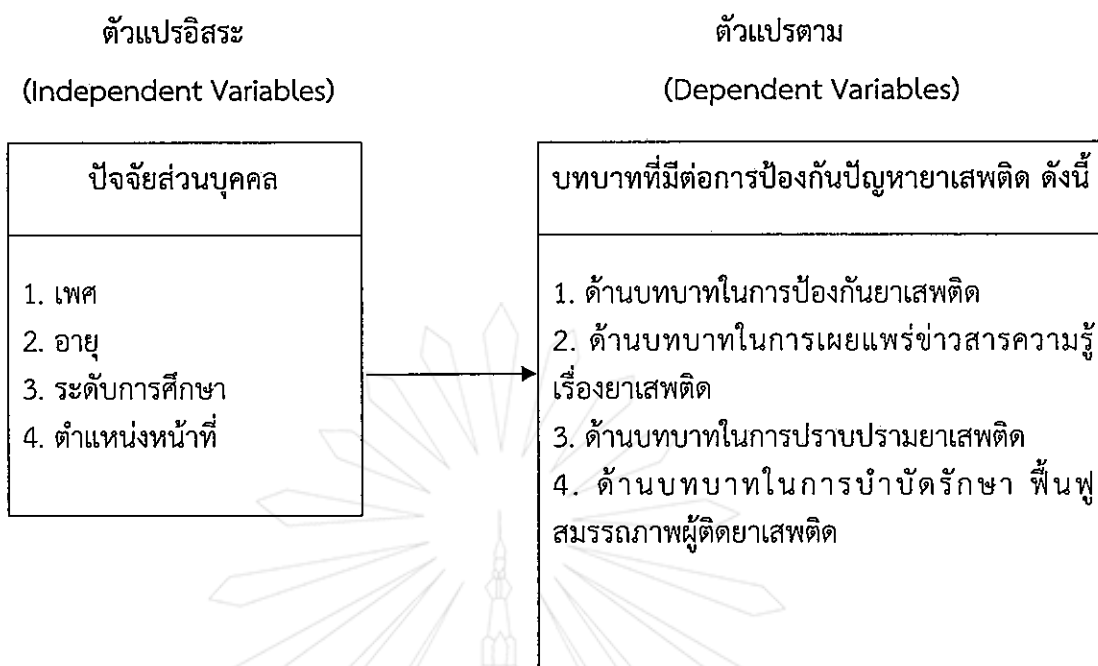 ตัวแปรอิสระ
(Independent Variables)
ปัจจัยส่วนบุคคล
1. เพศ
2. อายุ
3. ระดับการศึกษา
4. ตำแหน่งหน้าที่
ตัวแปรตาม
(Dependent Variables)
บทบาทที่มีต่อการป้องกันปัญหายาเสพติด ดังนี้
1. ด้านบทบาทในการป้องกันยาเสพติด
2. ด้านบทบาทในการเผยแพร่ข่าวสารความรู้
เรื่องยาเสพติด
3. ด้านบทบาทในการปราบปรามยาเสพติด
4. ด้านบทบาทในการบำบัดรักษา ฟื้นฟู
สมรรถภาพผู้ติดยาเสพติด